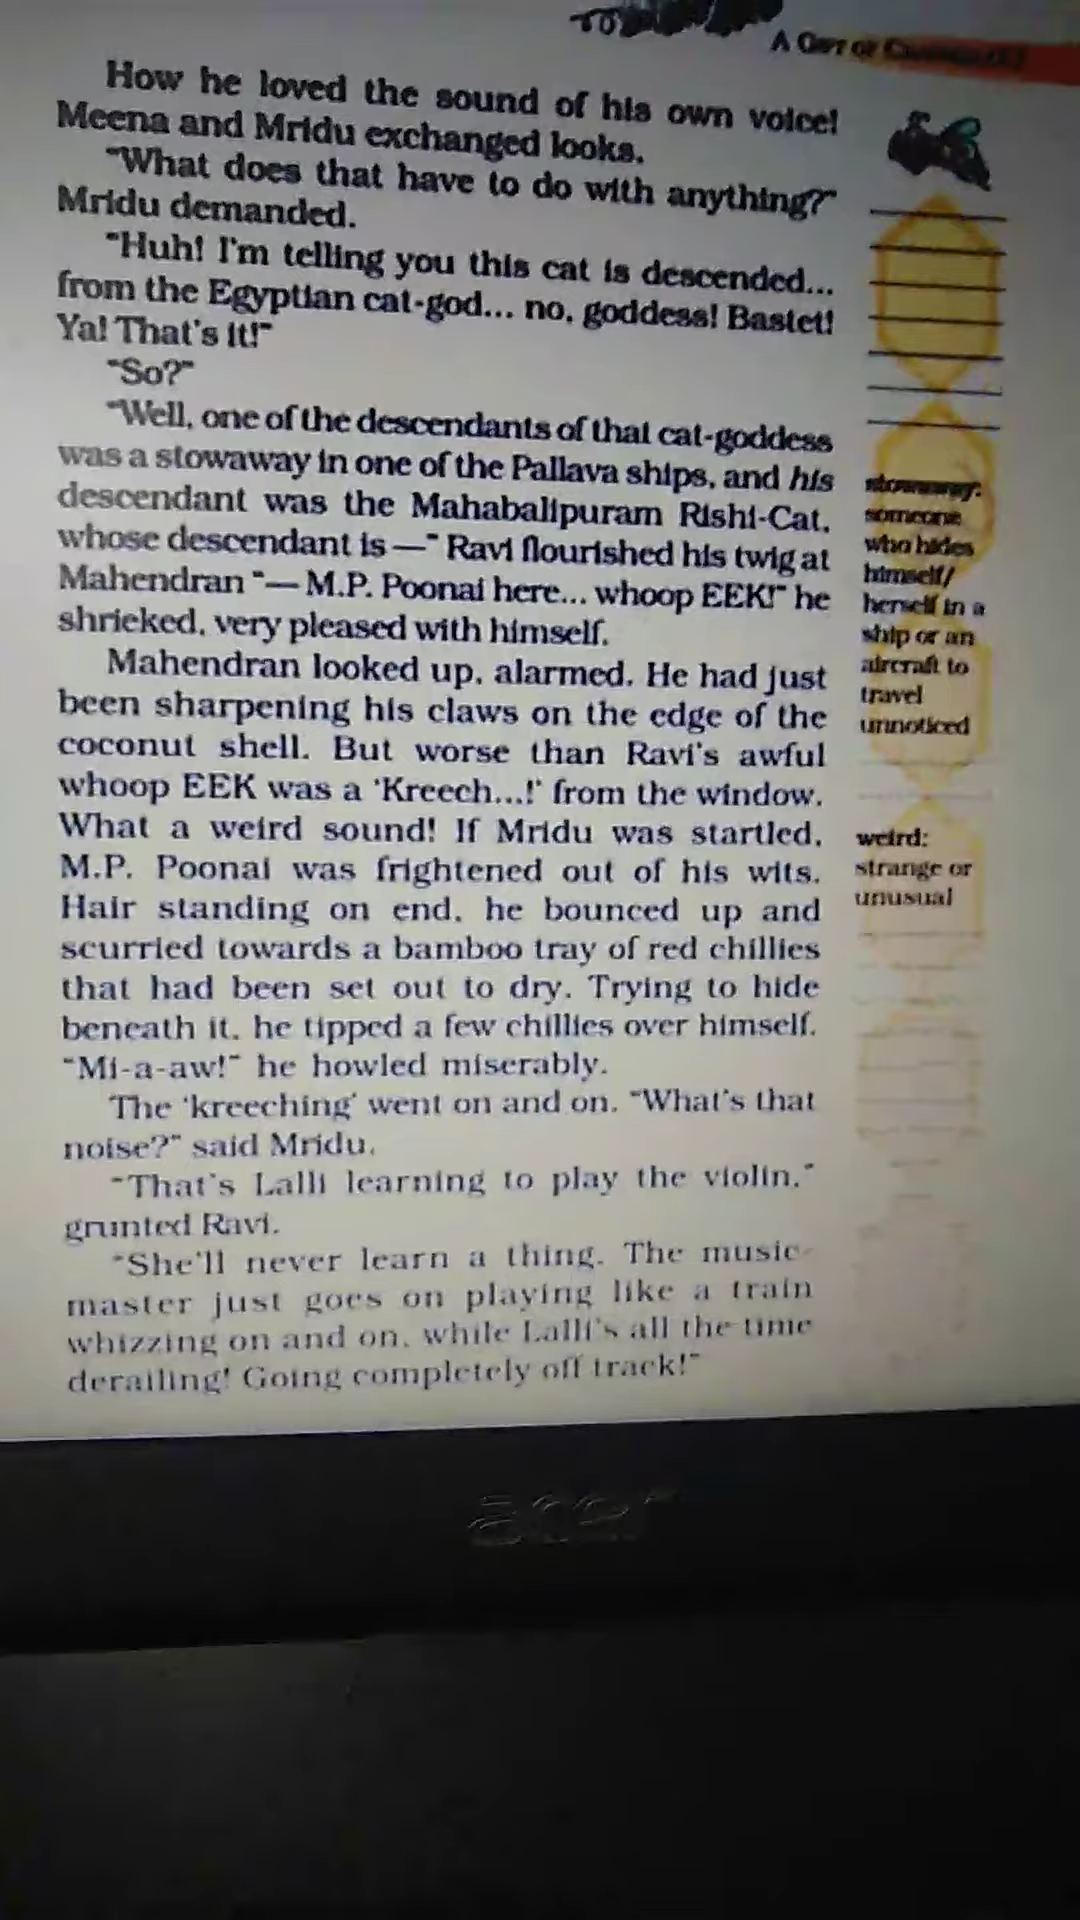 A GIFT OF
How he loved the sound of his own voice!
Meena and Mridu exchanged looks.
"What does that have to do with anything?"
Mridu demanded.
"Huh! I'm telling you this cat is descended...
from the Egyptian cat-god... no, goddess! Bastet!
Ya! That's it!"
"So?"
"Well, one of the descendants of that cat-goddess
was a stowaway in one of the Pallava ships, and his
descendant was the Mahabalipuram Rishi-Cat,
whose descendant is —" Ravi flourished his twig at
Mahendran "— M.P. Poonai here... whoop EEK!" he
shrieked, very pleased with himself.
Mahendran looked up, alarmed. He had just
been sharpening his claws on the edge of the
coconut shell. But worse than Ravi's awful
whoop EEK was a 'Kreech...!' from the window.
What a weird sound! If Mridu was startled,
M.P. Poonai was frightened out of his wits.
Hair standing on end, he bounced up and
scurried towards a bamboo tray of red chillies
that had been set out to dry. Trying to hide
beneath it, he tipped a few chillies over himself.
"Mi-a-aw!" he howled miserably.
The 'kreeching' went on and on. "What's that
noise?" said Mridu.
"That's Lalli learning to play the violin,"
grunted Ravi.
"She'll never learn a thing. The music-
master just goes on playing like a train
whizzing on and on, while Lalli's all the time
derailing! Going completely off track!"
stowaway:
someone
who hides
himself/
herself in a
ship or an
aircraft to
travel
unnoticed
weird:
strange or
unusual
acer